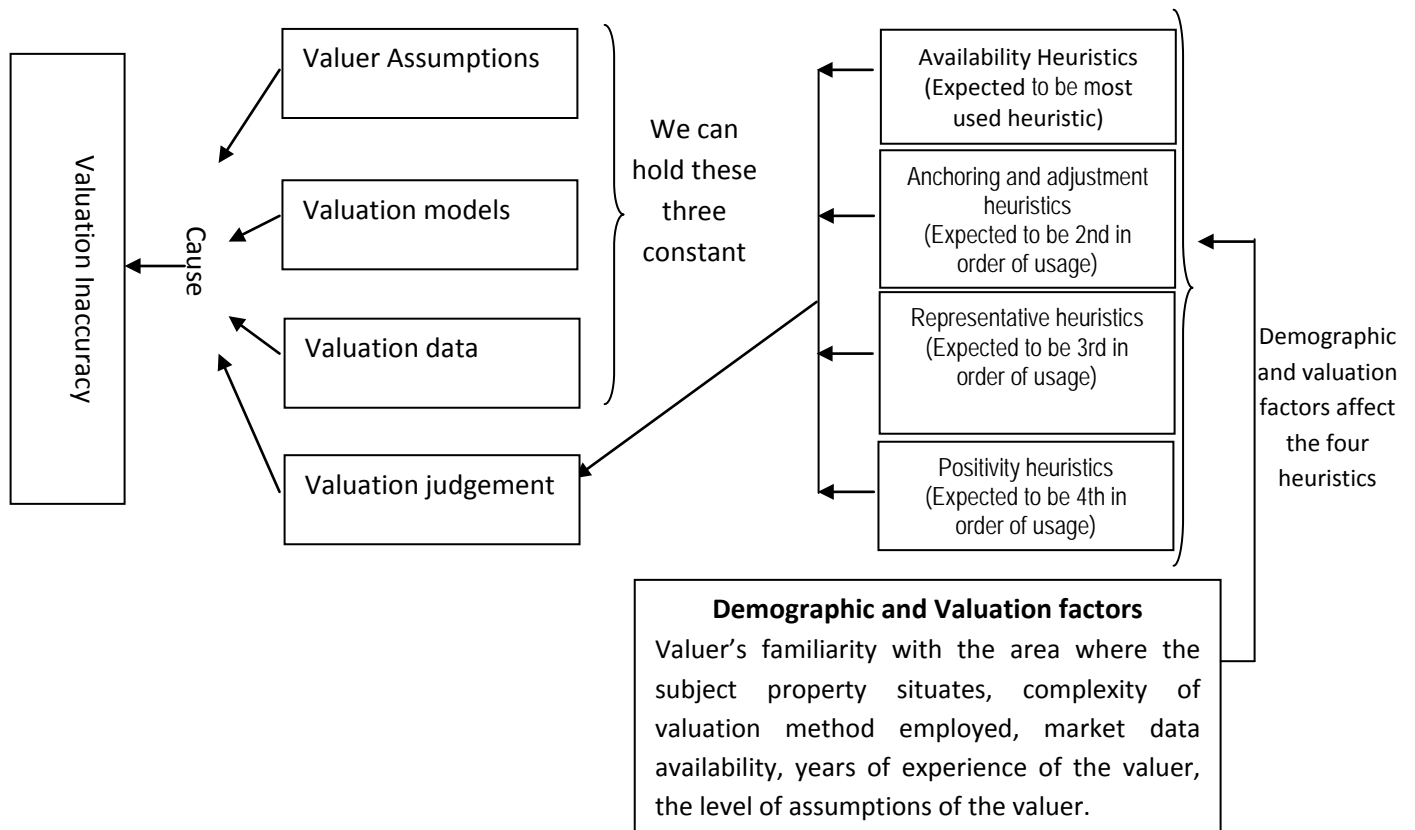 Valuation Inaccuracy
Cause
Valuer Assumptions
Valuation models
Valuation data
Valuation judgement
We can
hold these
three
constant
Availability Heuristics
(Expected to be most
used heuristic)
Anchoring and adjustment
heuristics
(Expected to be 2nd in
order of usage)
Representative heuristics
(Expected to be 3rd in
order of usage)
Positivity heuristics
(Expected to be 4th in
order of usage)
Demographic
and valuation
factors affect
the four
heuristics
Demographic and Valuation factors
Valuer’s familiarity with the area where the
subject property situates, complexity of
valuation method employed, market data
availability, years of experience of the valuer,
the level of assumptions of the valuer.